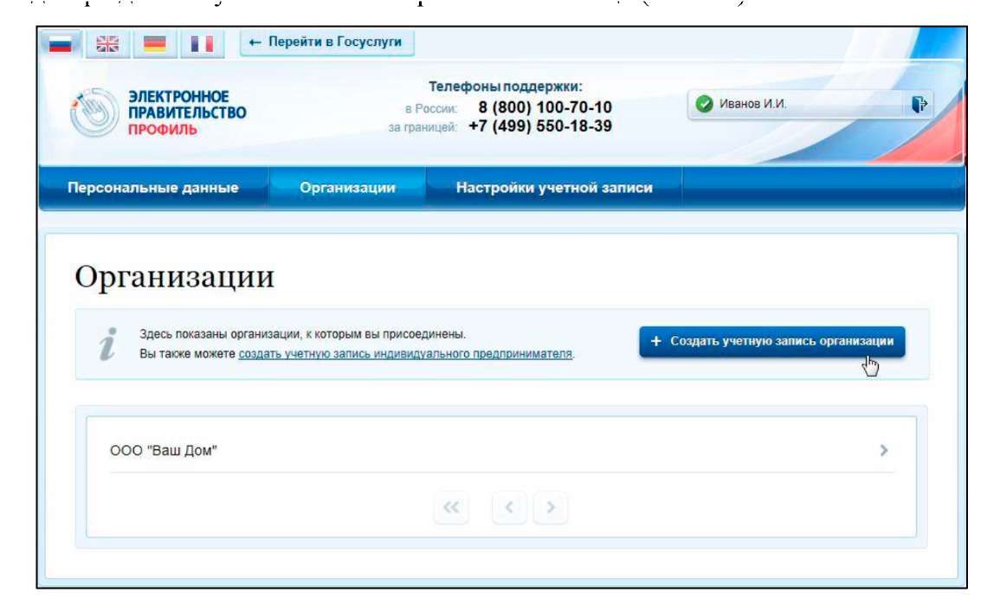 ← Перейти в Госуслуги
ЭЛЕКТРОННОЕ
ПРАВИТЕЛЬСТВО
ПРОФИЛЬ
Телефоны поддержки:
в России: 8 (800) 100-70-10
за границей: +7 (499) 550-18-39
Иванов И.И.
Персональные данные Организации Настройки учетной записи
Организации
Здесь показаны организации, к которым вы присоединены.
Вы также можете создать учетную запись индивидуального предпринимателя.
+ Создать учетную запись организации
ООО "Ваш Дом"